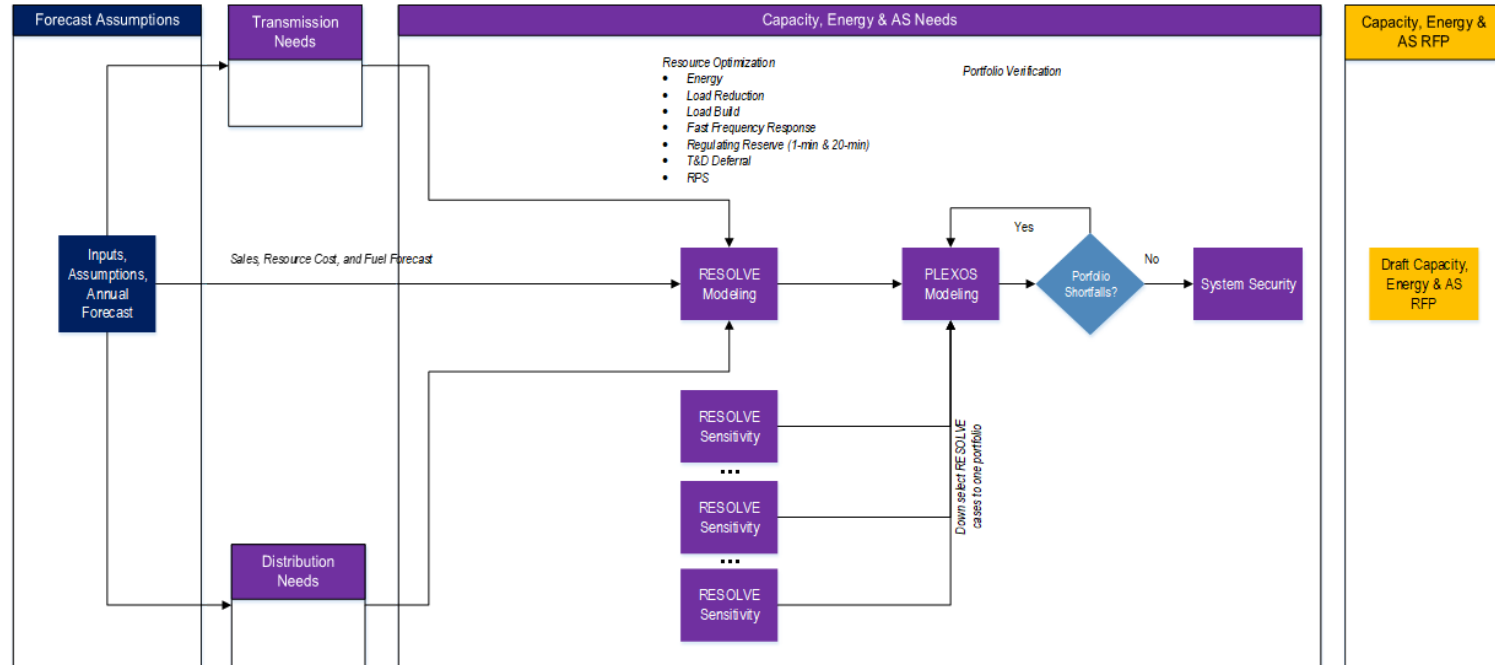 Forecast Assumptions
Transmission
Needs
Capacity, Energy & AS Needs
Capacity, Energy &
AS RFP
Resource Optimization
• Energy
• Load Reduction
• Load Build
• Fast Frequency Response
• Regulating Reserve (1-min & 20-min)
• T&D Deferral
• RPS
Portfolio Verification
Inputs,
Assumptions,
Annual
Forecast
Sales, Resource Cost, and Fuel Forecast
RESOLVE
Modeling
PLEXOS
Modeling
Yes
Porfolio
Shortfalls?
No
System Security
Draft Capacity,
Energy & AS
RFP
RESOLVE
Sensitivity
...
RESOLVE
Sensitivity
...
RESOLVE
Sensitivity
Down select RESOLVE
cases to one portfolio
Distribution
Needs